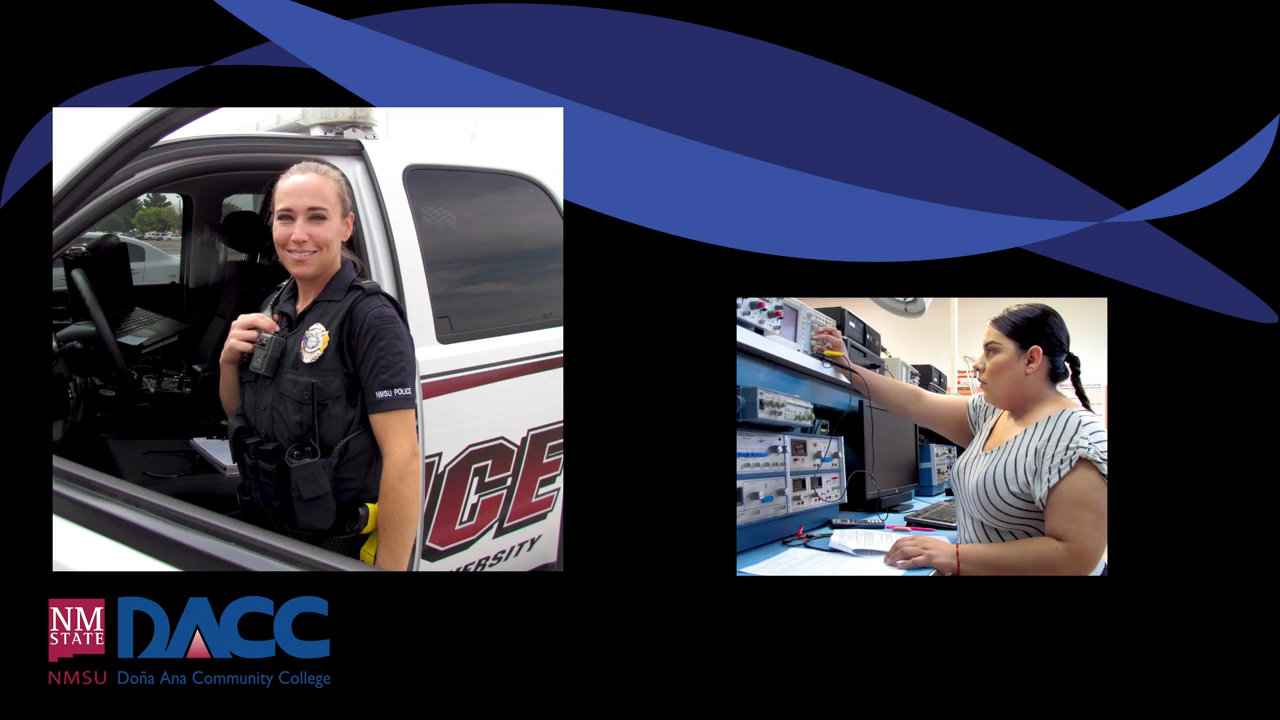 NMSU POLICE
ICE
ERSITY
NM
STATE
DACC
NMSU
Doña Ana Community College